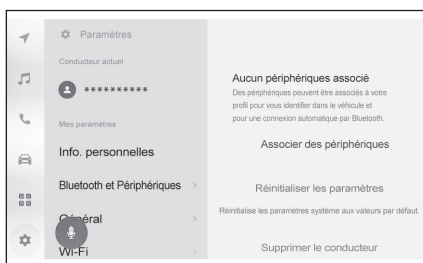 Paramètres
Conducteur actuel
**********
Mes paramètres
Info. personnelles
Bluetooth et Périphériques
Général
Wi-Fi
Aucun périphériques associé
Des périphériques peuvent être associés à votre
profil pour vous identifier dans le véhicule et
pour une connexion automatique par Bluetooth.
Associer des périphériques
Réinitialiser les paramètres
Réinitialise les paramètres système aux valeurs par défaut.
Supprimer le conducteur